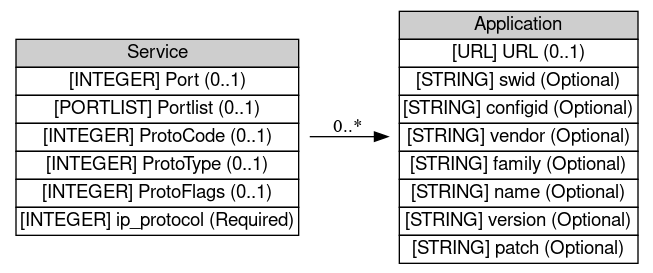 Service
[INTEGER] Port (0..1)
[PORTLIST] Portlist (0..1)
[INTEGER] ProtoCode (0..1)
[INTEGER] ProtoType (0..1)
[INTEGER] ProtoFlags (0..1)
[INTEGER] ip_protocol (Required)
0..*
Application
[URL] URL (0..1)
[STRING] swid (Optional)
[STRING] configid (Optional)
[STRING] vendor (Optional)
[STRING] family (Optional)
[STRING] name (Optional)
[STRING] version (Optional)
[STRING] patch (Optional)